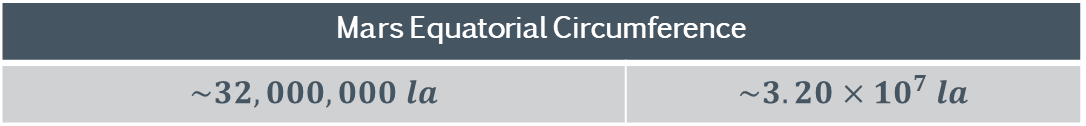 Mars Equatorial Circumference
~32,000,000 la ~3.20 × 10⁷ la